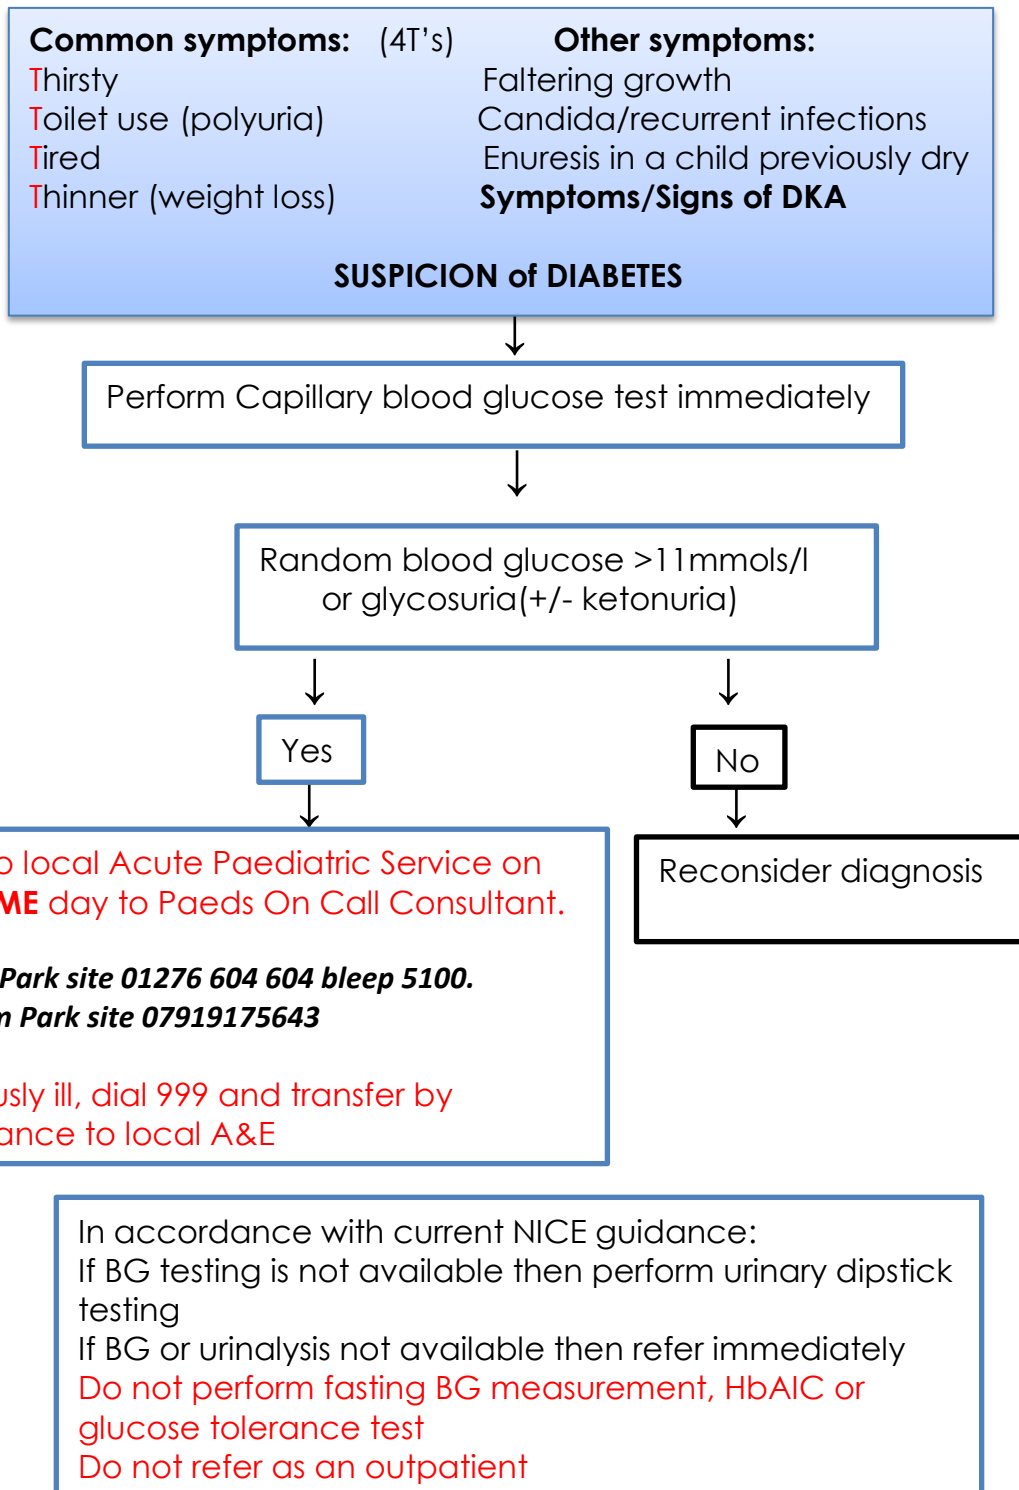 Common symptoms: (4T's) Other symptoms:
Thirsty Faltering growth
Toilet use (polyuria) Candida/recurrent infections
Tired Enuresis in a child previously dry
Thinner (weight loss) Symptoms/Signs of DKA
SUSPICION of DIABETES
Perform Capillary blood glucose test immediately
Random blood glucose >11mmols/l
or glycosuria(+/- ketonuria)
Yes
No
local Acute Paediatric Service on
day to Paeds On Call Consultant.
Park site 01276 604 604 bleep 5100.
Park site 07919175643
ill, dial 999 and transfer by
to local A&E
Reconsider diagnosis
In accordance with current NICE guidance:
If BG testing is not available then perform urinary dipstick
testing
If BG or urinalysis not available then refer immediately
Do not perform fasting BG measurement, HbAIC or
glucose tolerance test
Do not refer as an outpatient